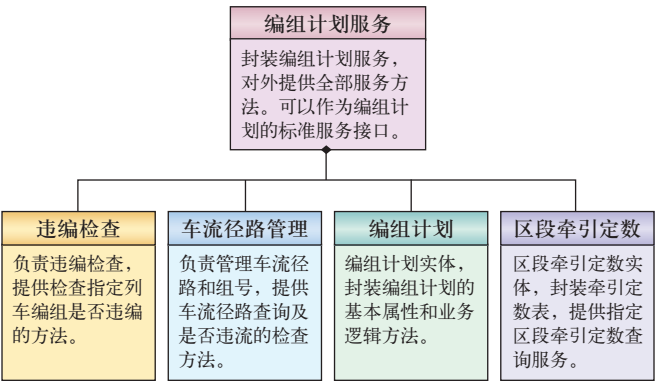 编组计划服务
封装编组计划服务，
对外提供全部服务方
法。可以作为编组计
划的标准服务接口。
违编检查
负责违编检查，
提供检查指定列
车编组是否违编
的方法。
车流径路管理
负责管理车流径
路和组号，提供
车流径路查询及
是否违流的检查
方法。
编组计划
编组计划实体，
封装编组计划的
基本属性和业务
逻辑方法。
区段牵引定数
区段牵引定数实
体，封装牵引定
数表，提供指定
区段牵引定数查
询服务。